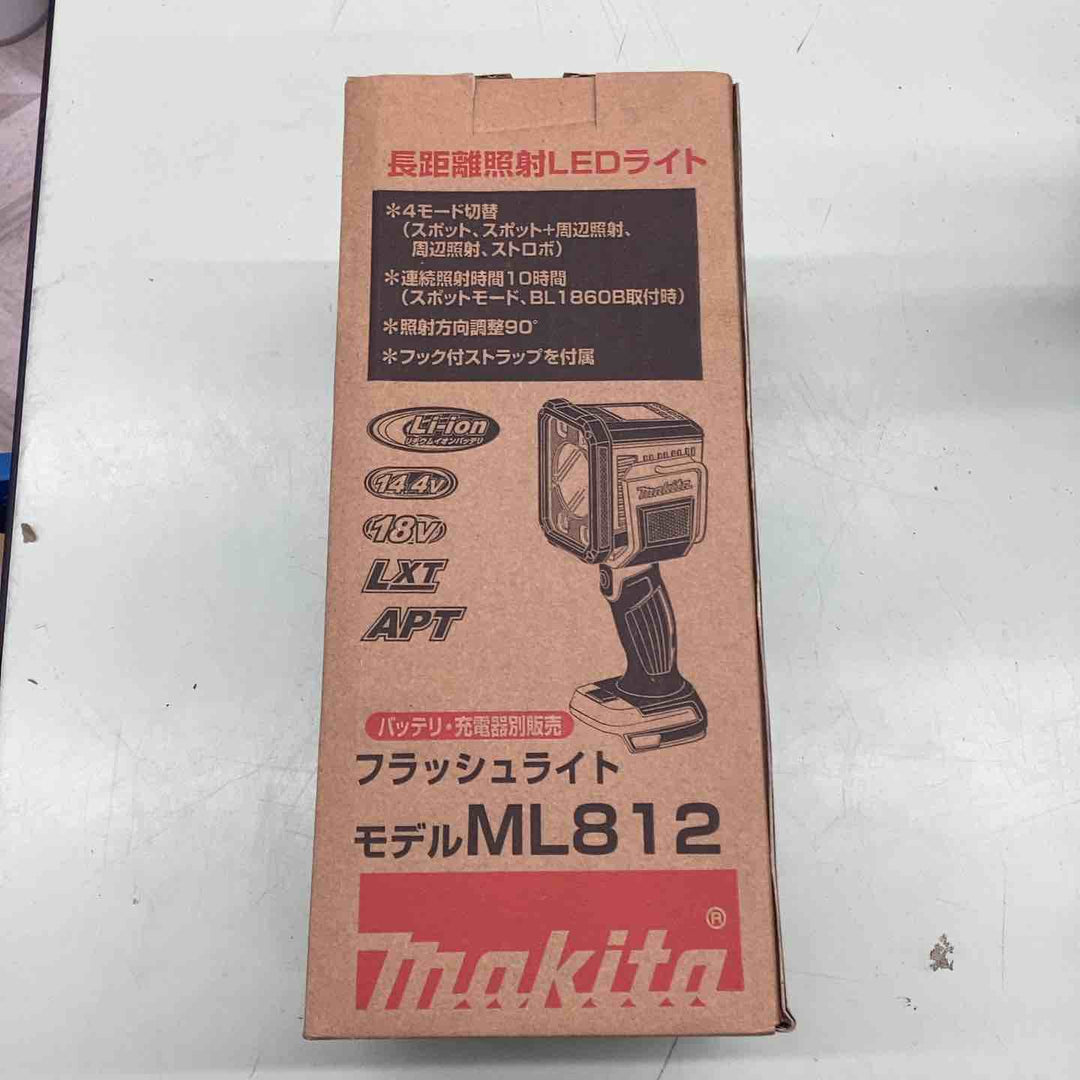 長距離照射LEDライト
＊4モード切替
（スポット、スポット＋周辺照射、
周辺照射、ストロボ）
＊連続照射時間10時間
（スポットモード、BL1860B取付時）
＊照射方向調整90°
＊フック付ストラップを付属
Li-ion
リチウムイオンバッテリ
14.4V
18V
LXT
APT
makita
バッテリ・充電器別販売
フラッシュライト
モデルML812
makita®